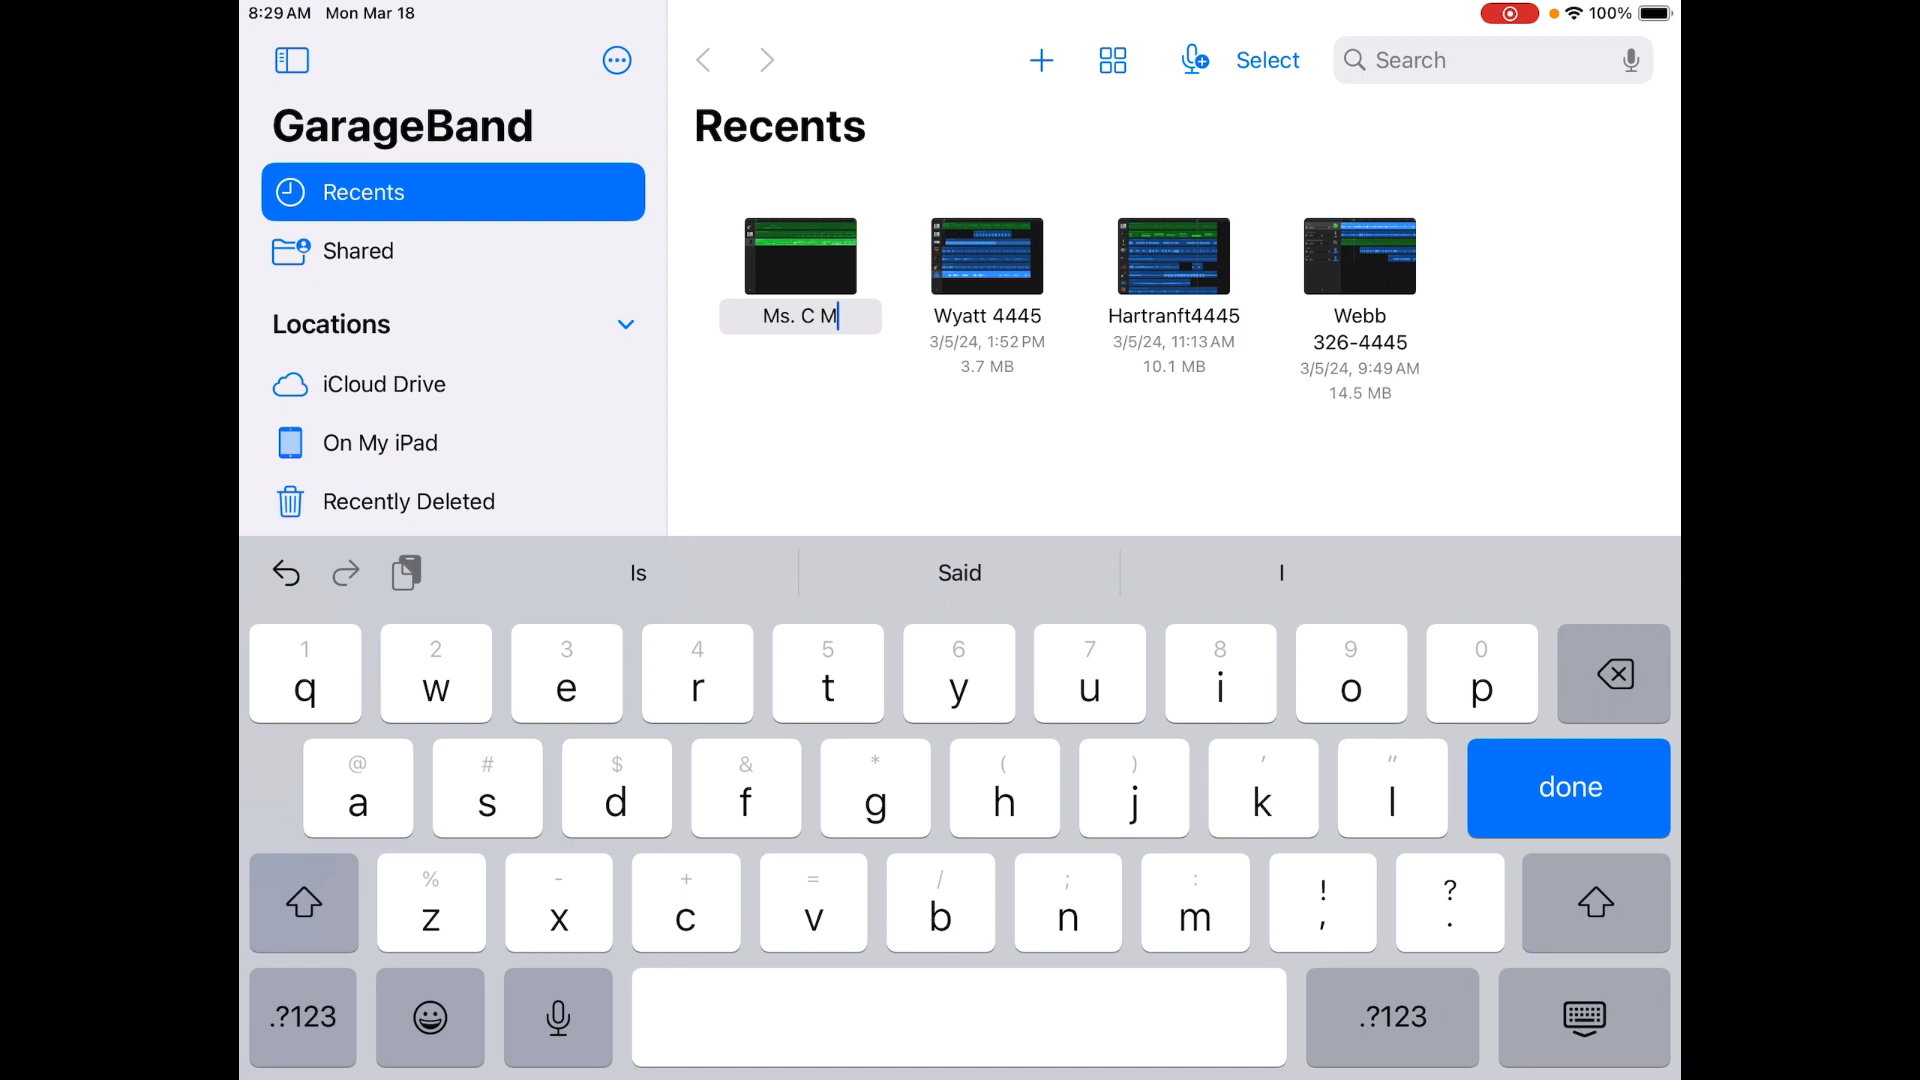 8:29 AM Mon Mar 18
100%
Select
Search
GarageBand
Recents
Recents
Shared
Locations
iCloud Drive
On My iPad
Recently Deleted
Ms. C M
Wyatt 4445
3/5/24, 1:52 PM
3.7 MB
Hartranft4445
3/5/24, 11:13 AM
10.1 MB
Webb
326-4445
3/5/24, 9:49 AM
14.5 MB
Is
Said
I
1 2 3 4 5 6 7 8 9 0
q w e r t y u i o p
@ # $ & * ( ) ' "
a s d f g h j k l
done
% - + = / ; : ! ?
z x c v b n m , .
.?123
.?123